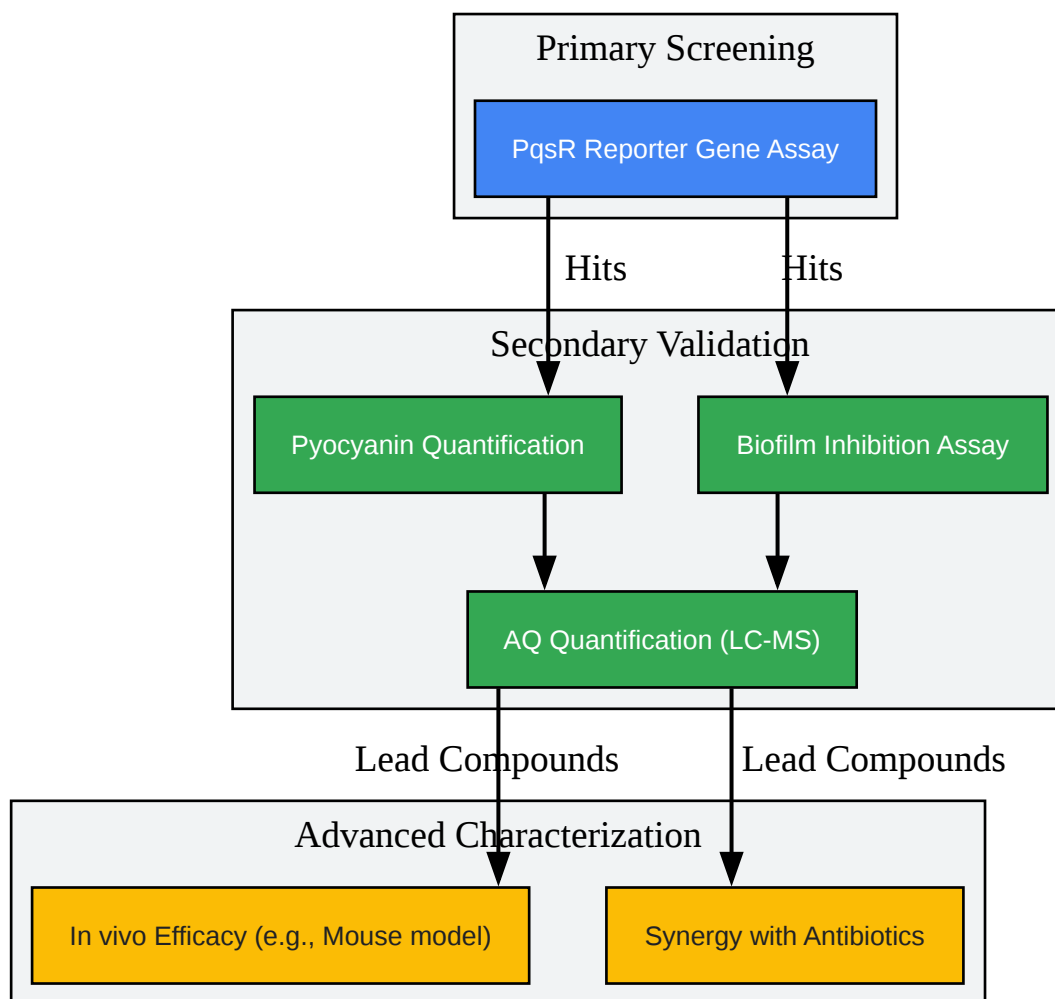 Primary Screening
PqsR Reporter Gene Assay
Hits
Hits
Secondary Validation
Pyocyanin Quantification
Biofilm Inhibition Assay
AQ Quantification (LC-MS)
Lead Compounds
Lead Compounds
Advanced Characterization
In vivo Efficacy (e.g., Mouse model)
Synergy with Antibiotics